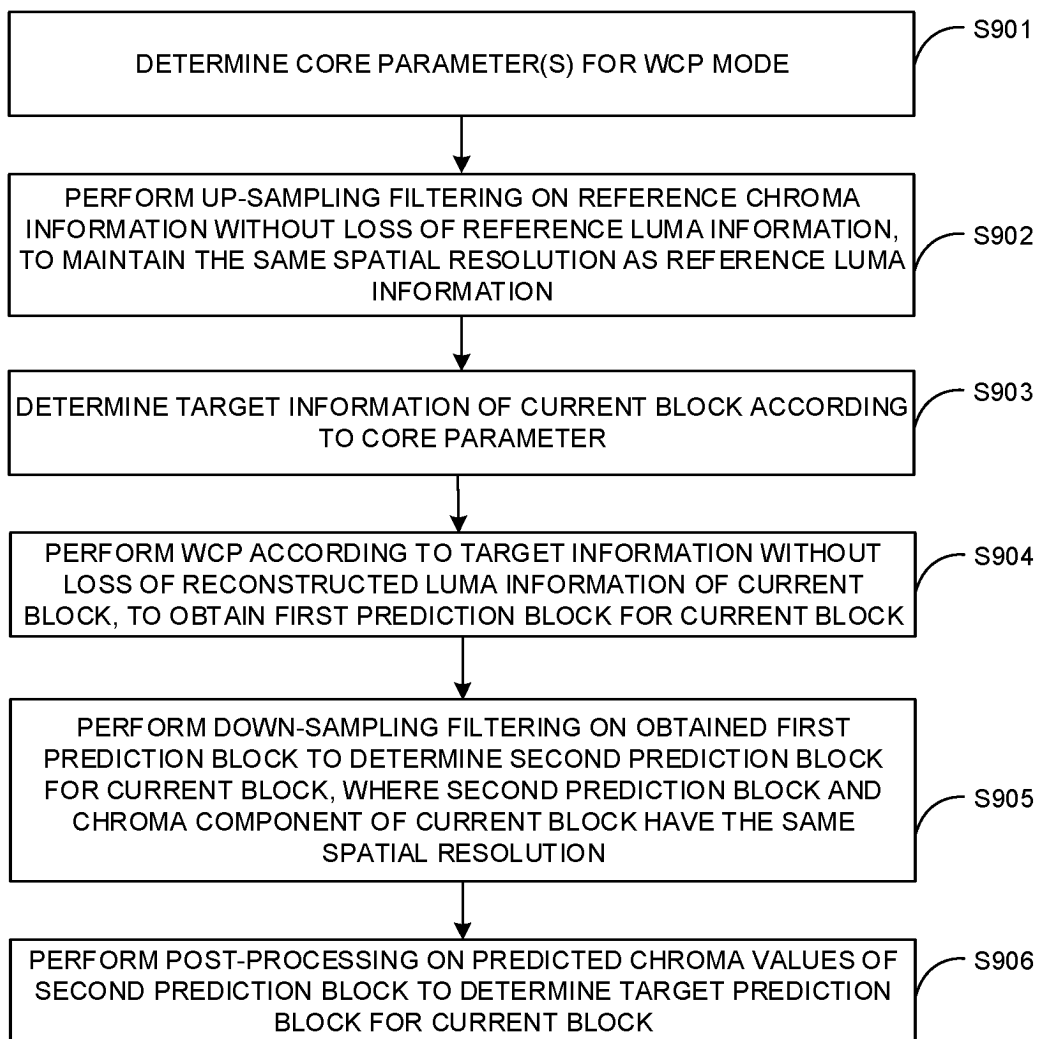 DETERMINE CORE PARAMETER(S) FOR WCP MODE
S901
PERFORM UP-SAMPLING FILTERING ON REFERENCE CHROMA
INFORMATION WITHOUT LOSS OF REFERENCE LUMA INFORMATION,
TO MAINTAIN THE SAME SPATIAL RESOLUTION AS REFERENCE LUMA
INFORMATION
S902
DETERMINE TARGET INFORMATION OF CURRENT BLOCK ACCORDING
TO CORE PARAMETER
S903
PERFORM WCP ACCORDING TO TARGET INFORMATION WITHOUT
LOSS OF RECONSTRUCTED LUMA INFORMATION OF CURRENT
BLOCK, TO OBTAIN FIRST PREDICTION BLOCK FOR CURRENT BLOCK
S904
PERFORM DOWN-SAMPLING FILTERING ON OBTAINED FIRST
PREDICTION BLOCK TO DETERMINE SECOND PREDICTION BLOCK
FOR CURRENT BLOCK, WHERE SECOND PREDICTION BLOCK AND
CHROMA COMPONENT OF CURRENT BLOCK HAVE THE SAME
SPATIAL RESOLUTION
S905
PERFORM POST-PROCESSING ON PREDICTED CHROMA VALUES OF
SECOND PREDICTION BLOCK TO DETERMINE TARGET PREDICTION
BLOCK FOR CURRENT BLOCK
S906